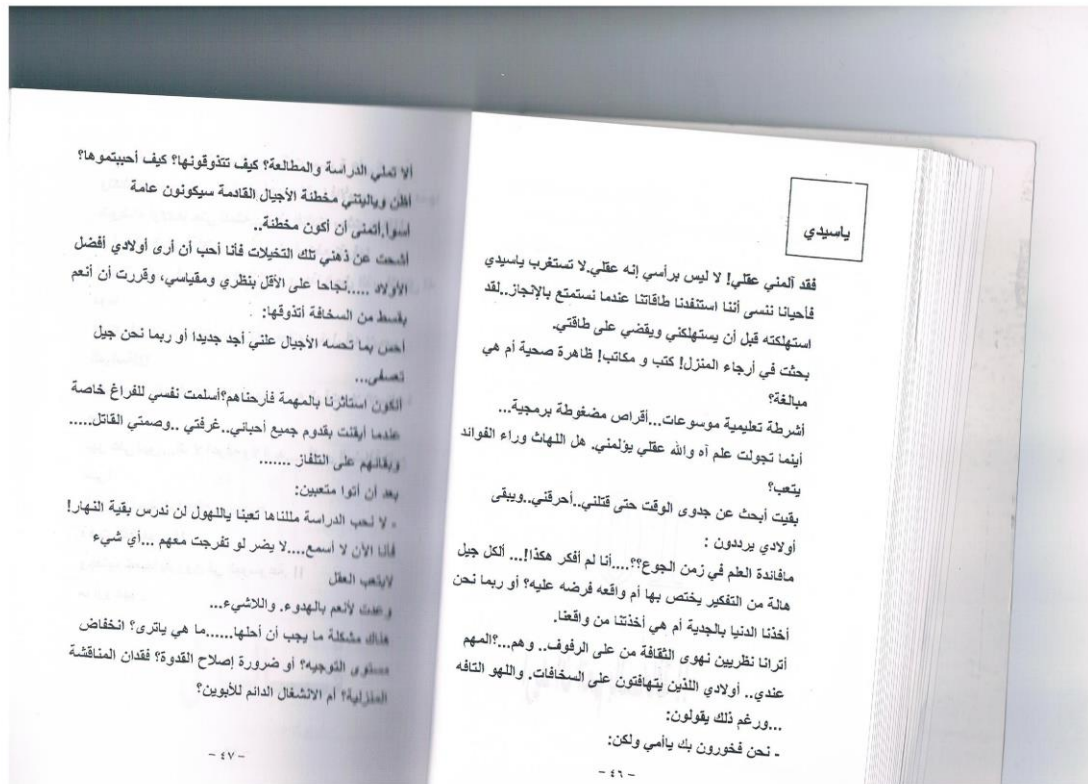 ياسيدي
فقد آلمني عقلي! لا ليس برأسي إنه عقلي.لا تستغرب ياسيدي
فأحيانا ننسى أننا استنفدنا طاقاتنا عندما نستمتع بالإنجاز..لقد
استهلكته قبل أن يستهلكني ويقضي على طاقتي.
بحثت في أرجاء المنزل! كتب و مكاتب! ظاهرة صحية أم هي
مبالغة؟
أشرطة تعليمية موسوعات...أقراص مضغوطة برمجية...
أينما تجولت علم آه والله عقلي يؤلمني. هل اللهاث وراء الفوائد
يتعب؟
بقيت أبحث عن جدوى الوقت حتى قتلني..أحرقني..ويبقى
أولادي يرددون :
مافائدة العلم في زمن الجوع؟؟....أنا لم أفكر هكذا!... ألكل جيل
هالة من التفكير يختص بها أم واقعه فرضه عليه؟ أو ربما نحن
أخذنا الدنيا بالجدية أم هي أخذتنا من واقعنا.
أترانا نظريين نهوى الثقافة من على الرفوف.. وهم...؟المهم
عندي.. أولادي اللذين يتهافتون على السخافات. واللهو التافه
...ورغم ذلك يقولون:
- نحن فخورون بك ياأمي ولكن:
- ٤٦ -
ألا تملي الدراسة والمطالعة؟ كيف تتذوقونها؟ كيف أحببتموها؟
أظن وياليتني مخطئة الأجيال القادمة سيكونون عامة
أسوأ.أتمنى أن أكون مخطئة..
أشحت عن ذهني تلك التخيلات فأنا أحب أن أرى أولادي أفضل
الأولاد .....نجاحا على الأقل بنظري ومقياسي، وقررت أن أنعم
بقسط من السخافة أتذوقها:
أحس بما تحسه الأجيال علني أجد جديدا أو ربما نحن جيل
تصفى...
أنكون استأثرنا بالمهمة فأرحناهم؟أسلمت نفسي للفراغ خاصة
عندما أيقنت بقدوم جميع أحبائي..غرفتي ..وصمتي القاتل.....
وبقائهم على التلفاز .......
بعد أن أتوا متعبين:
- لا نحب الدراسة مللناها تعبنا ياللهول لن ندرس بقية النهار!
فأنا الآن لا أسمع....لا يضر لو تفرجت معهم ...أي شيء
لايتعب العقل
وعدت لأنعم بالهدوء. واللاشيء...
هناك مشكلة ما يجب أن أحلها......ما هي ياترى؟ انخفاض
مستوى التوجيه؟ أو ضرورة إصلاح القدوة؟ فقدان المناقشة
المنزلية؟ أم الانشغال الدائم للأبوين؟
- ٤٧ -